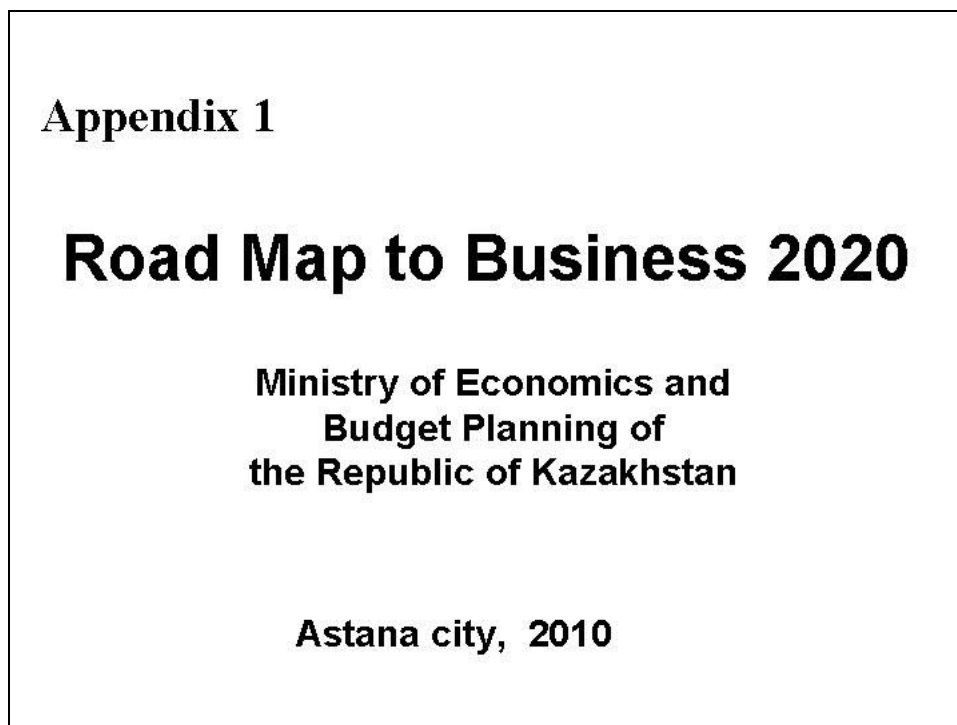 Appendix 1
Road Map to Business 2020
Ministry of Economics and
Budget Planning of
the Republic of Kazakhstan
Astana city,  2010